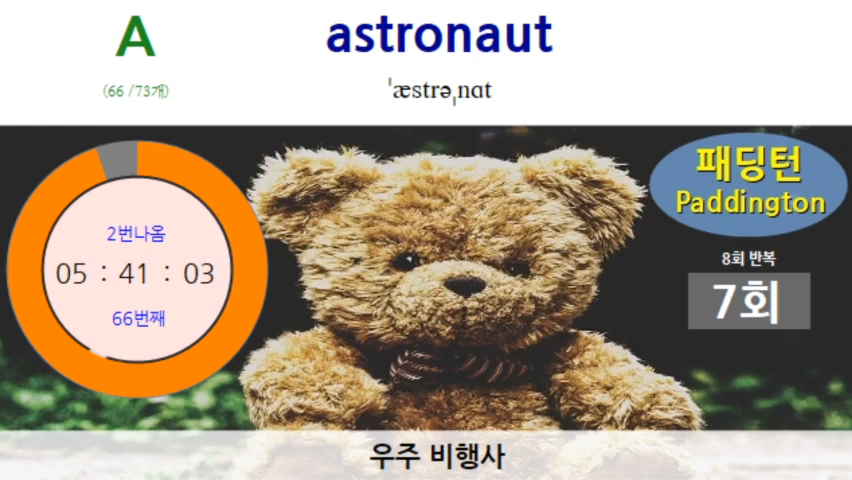 A
astronaut
(66 /73개)
ˈæstrəˌnɑt
패딩턴
Paddington
2번나옴
05 : 41 : 03
66번째
8회 반복
7회
우주 비행사